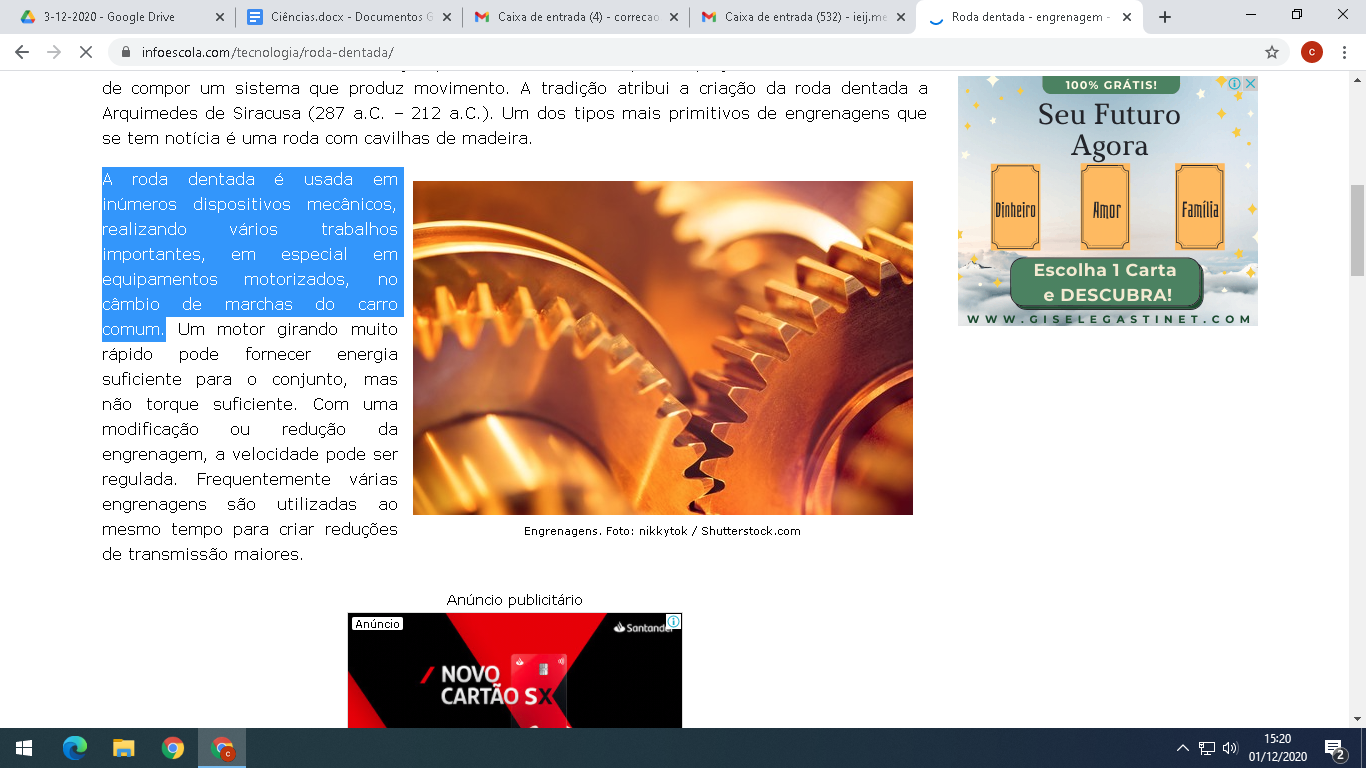 3-12-2020 - Google Drive
Ciências.docx - Documentos G
Caixa de entrada (4) - correcao
Caixa de entrada (532) - ieij.me
Roda dentada - engrenagem -
infoescola.com/tecnologia/roda-dentada/
c
de compor um sistema que produz movimento. A tradição atribui a criação da roda dentada a
Arquimedes de Siracusa (287 a.C. – 212 a.C.). Um dos tipos mais primitivos de engrenagens que
se tem notícia é uma roda com cavilhas de madeira.
A roda dentada é usada em
inúmeros dispositivos mecânicos,
realizando vários trabalhos
importantes, em especial em
equipamentos motorizados, no
câmbio de marchas do carro
comum. Um motor girando muito
rápido pode fornecer energia
suficiente para o conjunto, mas
não torque suficiente. Com uma
modificação ou redução da
engrenagem, a velocidade pode ser
regulada. Frequentemente várias
engrenagens são utilizadas ao
mesmo tempo para criar reduções
de transmissão maiores.
Engrenagens. Foto: nikkytok / Shutterstock.com
100% GRÁTIS!
Seu Futuro
Agora
Dinheiro
Amor
Família
Escolha 1 Carta
e DESCUBRA!
WWW.GISELEGASTINET.COM
Anúncio publicitário
Anúncio
Santander
NOVO
CARTÃO SX
c
15:20
01/12/2020
2